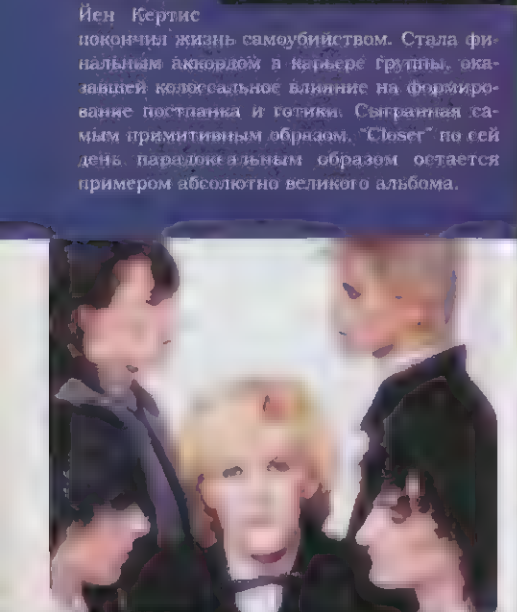 Йен Кертис
покончил жизнь самоубийством. Стала фи-
нальным аккордом в карьере группы, ока-
завшей колоссальное влияние на формиро-
вание постпанка и готики. Сыгранная са-
мым примитивным образом, "Closer" по сей
день парадоксальным образом остается
примером абсолютно великого альбома.